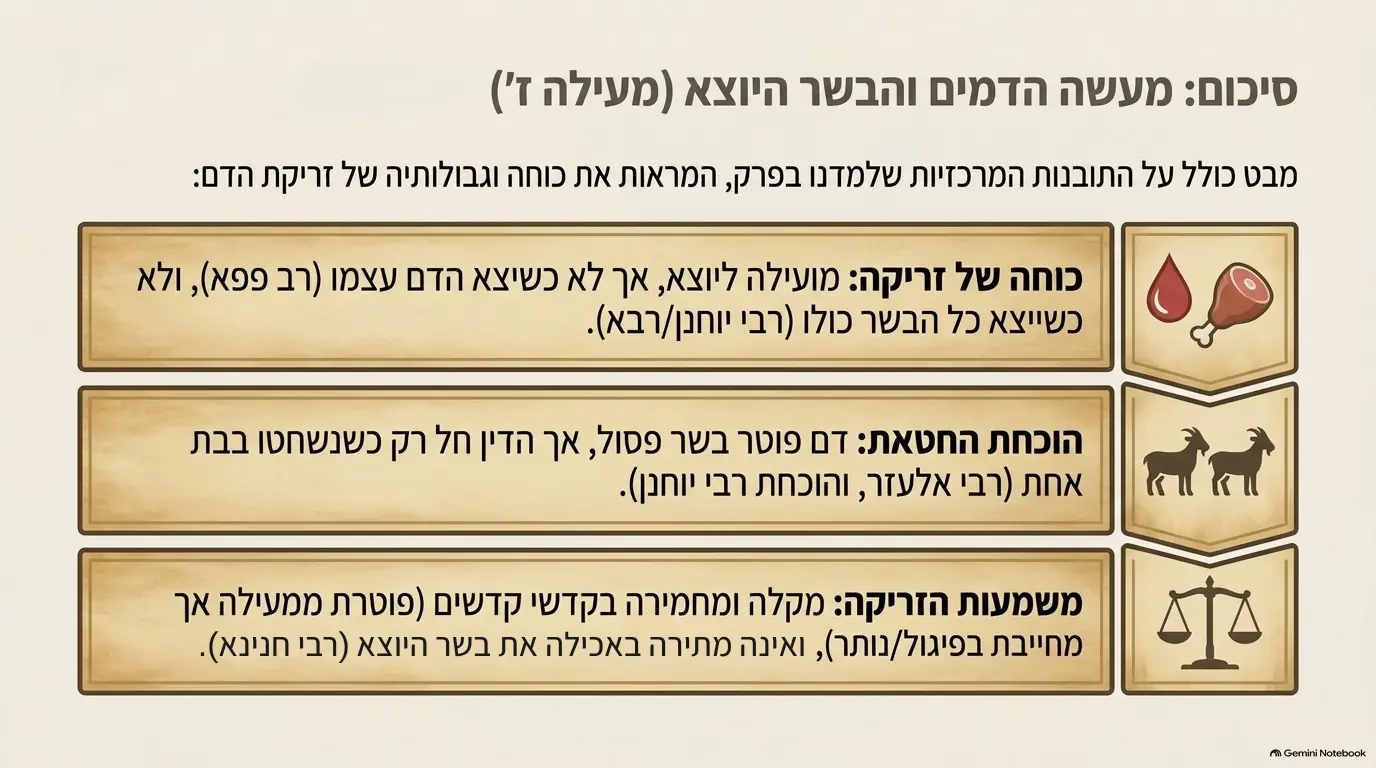 סיכום: מעשה הדמים והבשר היוצא (מעילה ז')
מבט כולל על התובנות המרכזיות שלמדנו בפרק, המראות את כוחה וגבולותיה של זריקת הדם:
כוחה של זריקה: מועילה ליוצא, אך לא כשיצא הדם עצמו (רב פפא), ולא
כשייצא כל הבשר כולו (רבי יוחנן/רבא).
הוכחת החטאת: דם פוטר בשר פסול, אך הדין חל רק כשנשחטו בבת
אחת (רבי אלעזר, והוכחת רבי יוחנן).
משמעות הזריקה: מקלה ומחמירה בקדשי קדשים (פוטרת ממעילה אך
מחייבת בפיגול/נותר), ואינה מתירה באכילה את בשר היוצא (רבי חנינא).
Gemini Notebook